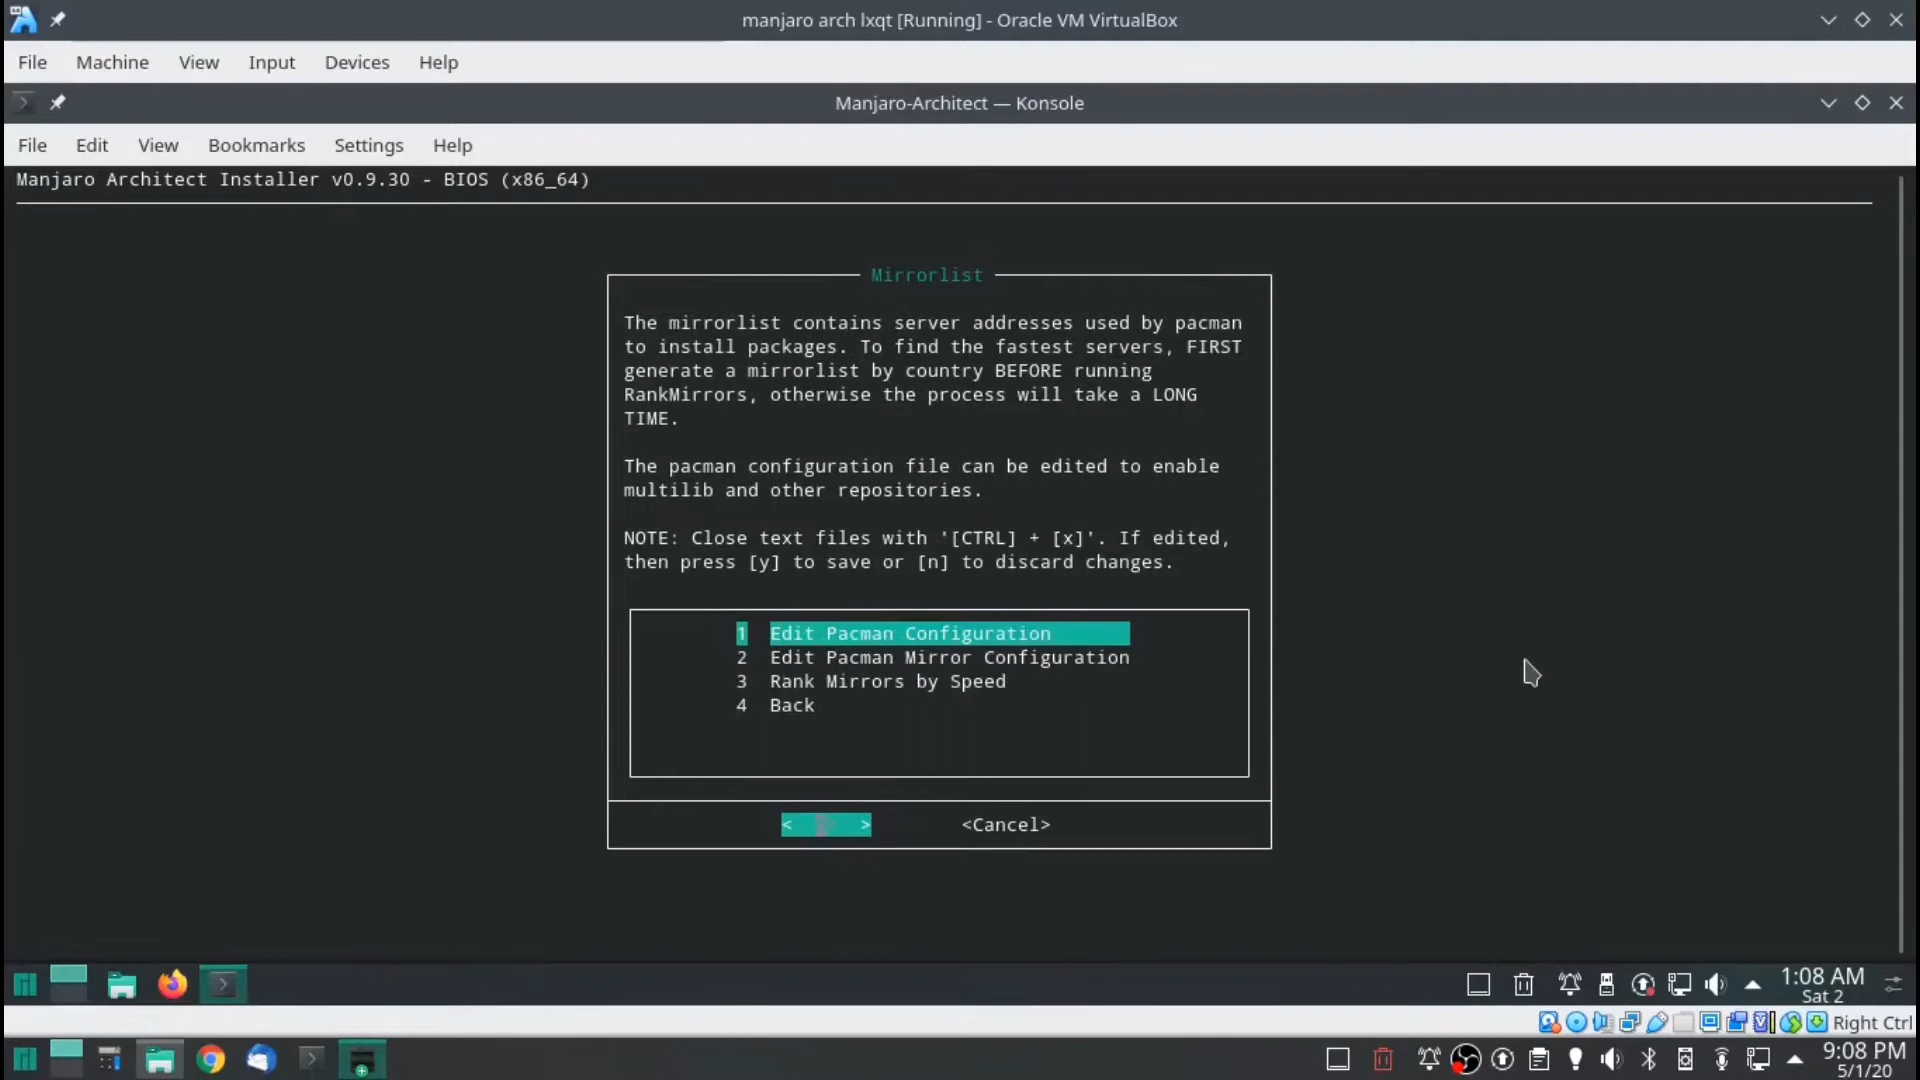 manjaro arch lxqt [Running] - Oracle VM VirtualBox
File Machine View Input Devices Help
Manjaro-Architect — Konsole
File Edit View Bookmarks Settings Help
Manjaro Architect Installer v0.9.30 - BIOS (x86_64)
Mirrorlist
The mirrorlist contains server addresses used by pacman
to install packages. To find the fastest servers, FIRST
generate a mirrorlist by country BEFORE running
RankMirrors, otherwise the process will take a LONG
TIME.
The pacman configuration file can be edited to enable
multilib and other repositories.
NOTE: Close text files with '[CTRL] + [x]'. If edited,
then press [y] to save or [n] to discard changes.
1 Edit Pacman Configuration
2 Edit Pacman Mirror Configuration
3 Rank Mirrors by Speed
4 Back
< > <Cancel>
1:08 AM
Sat 2
Right Ctrl
9:08 PM
5/1/20